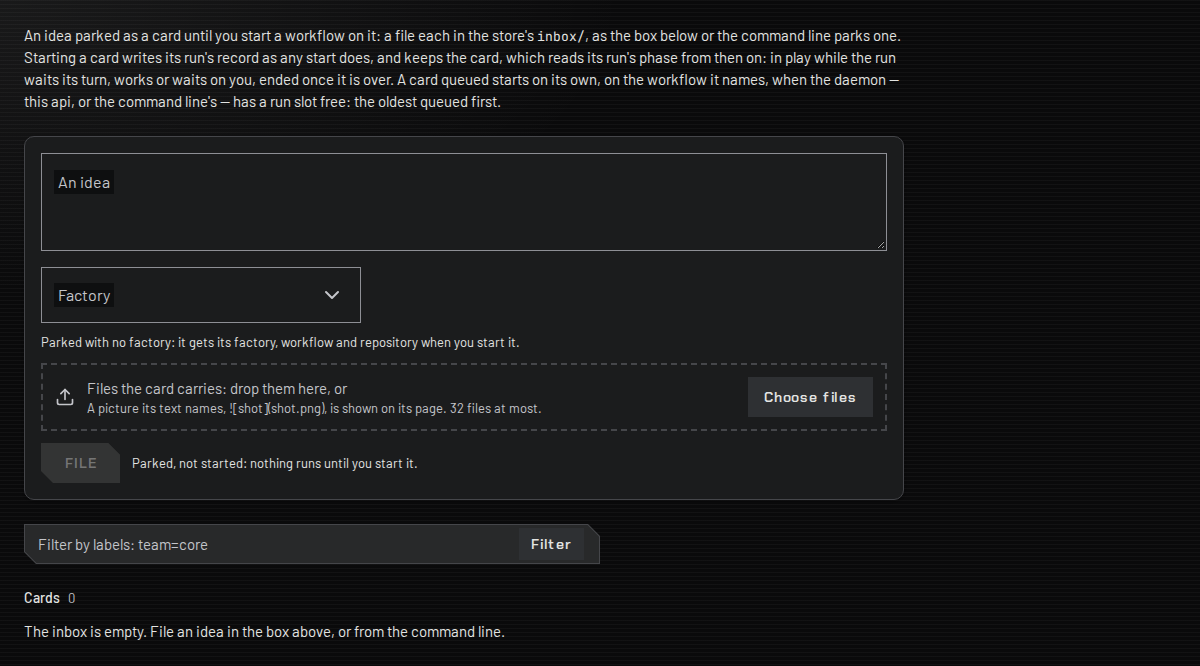 An idea parked as a card until you start a workflow on it: a file each in the store's inbox/, as the box below or the command line parks one.
Starting a card writes its run's record as any start does, and keeps the card, which reads its run's phase from then on: in play while the run
waits its turn, works or waits on you, ended once it is over. A card queued starts on its own, on the workflow it names, when the daemon —
this api, or the command line's — has a run slot free: the oldest queued first.
An idea
Factory
Parked with no factory: it gets its factory, workflow and repository when you start it.
Files the card carries: drop them here, or
A picture its text names, ![shot](shot.png), is shown on its page. 32 files at most.
Choose files
FILE
Parked, not started: nothing runs until you start it.
Filter by labels: team=core
Filter
Cards 0
The inbox is empty. File an idea in the box above, or from the command line.